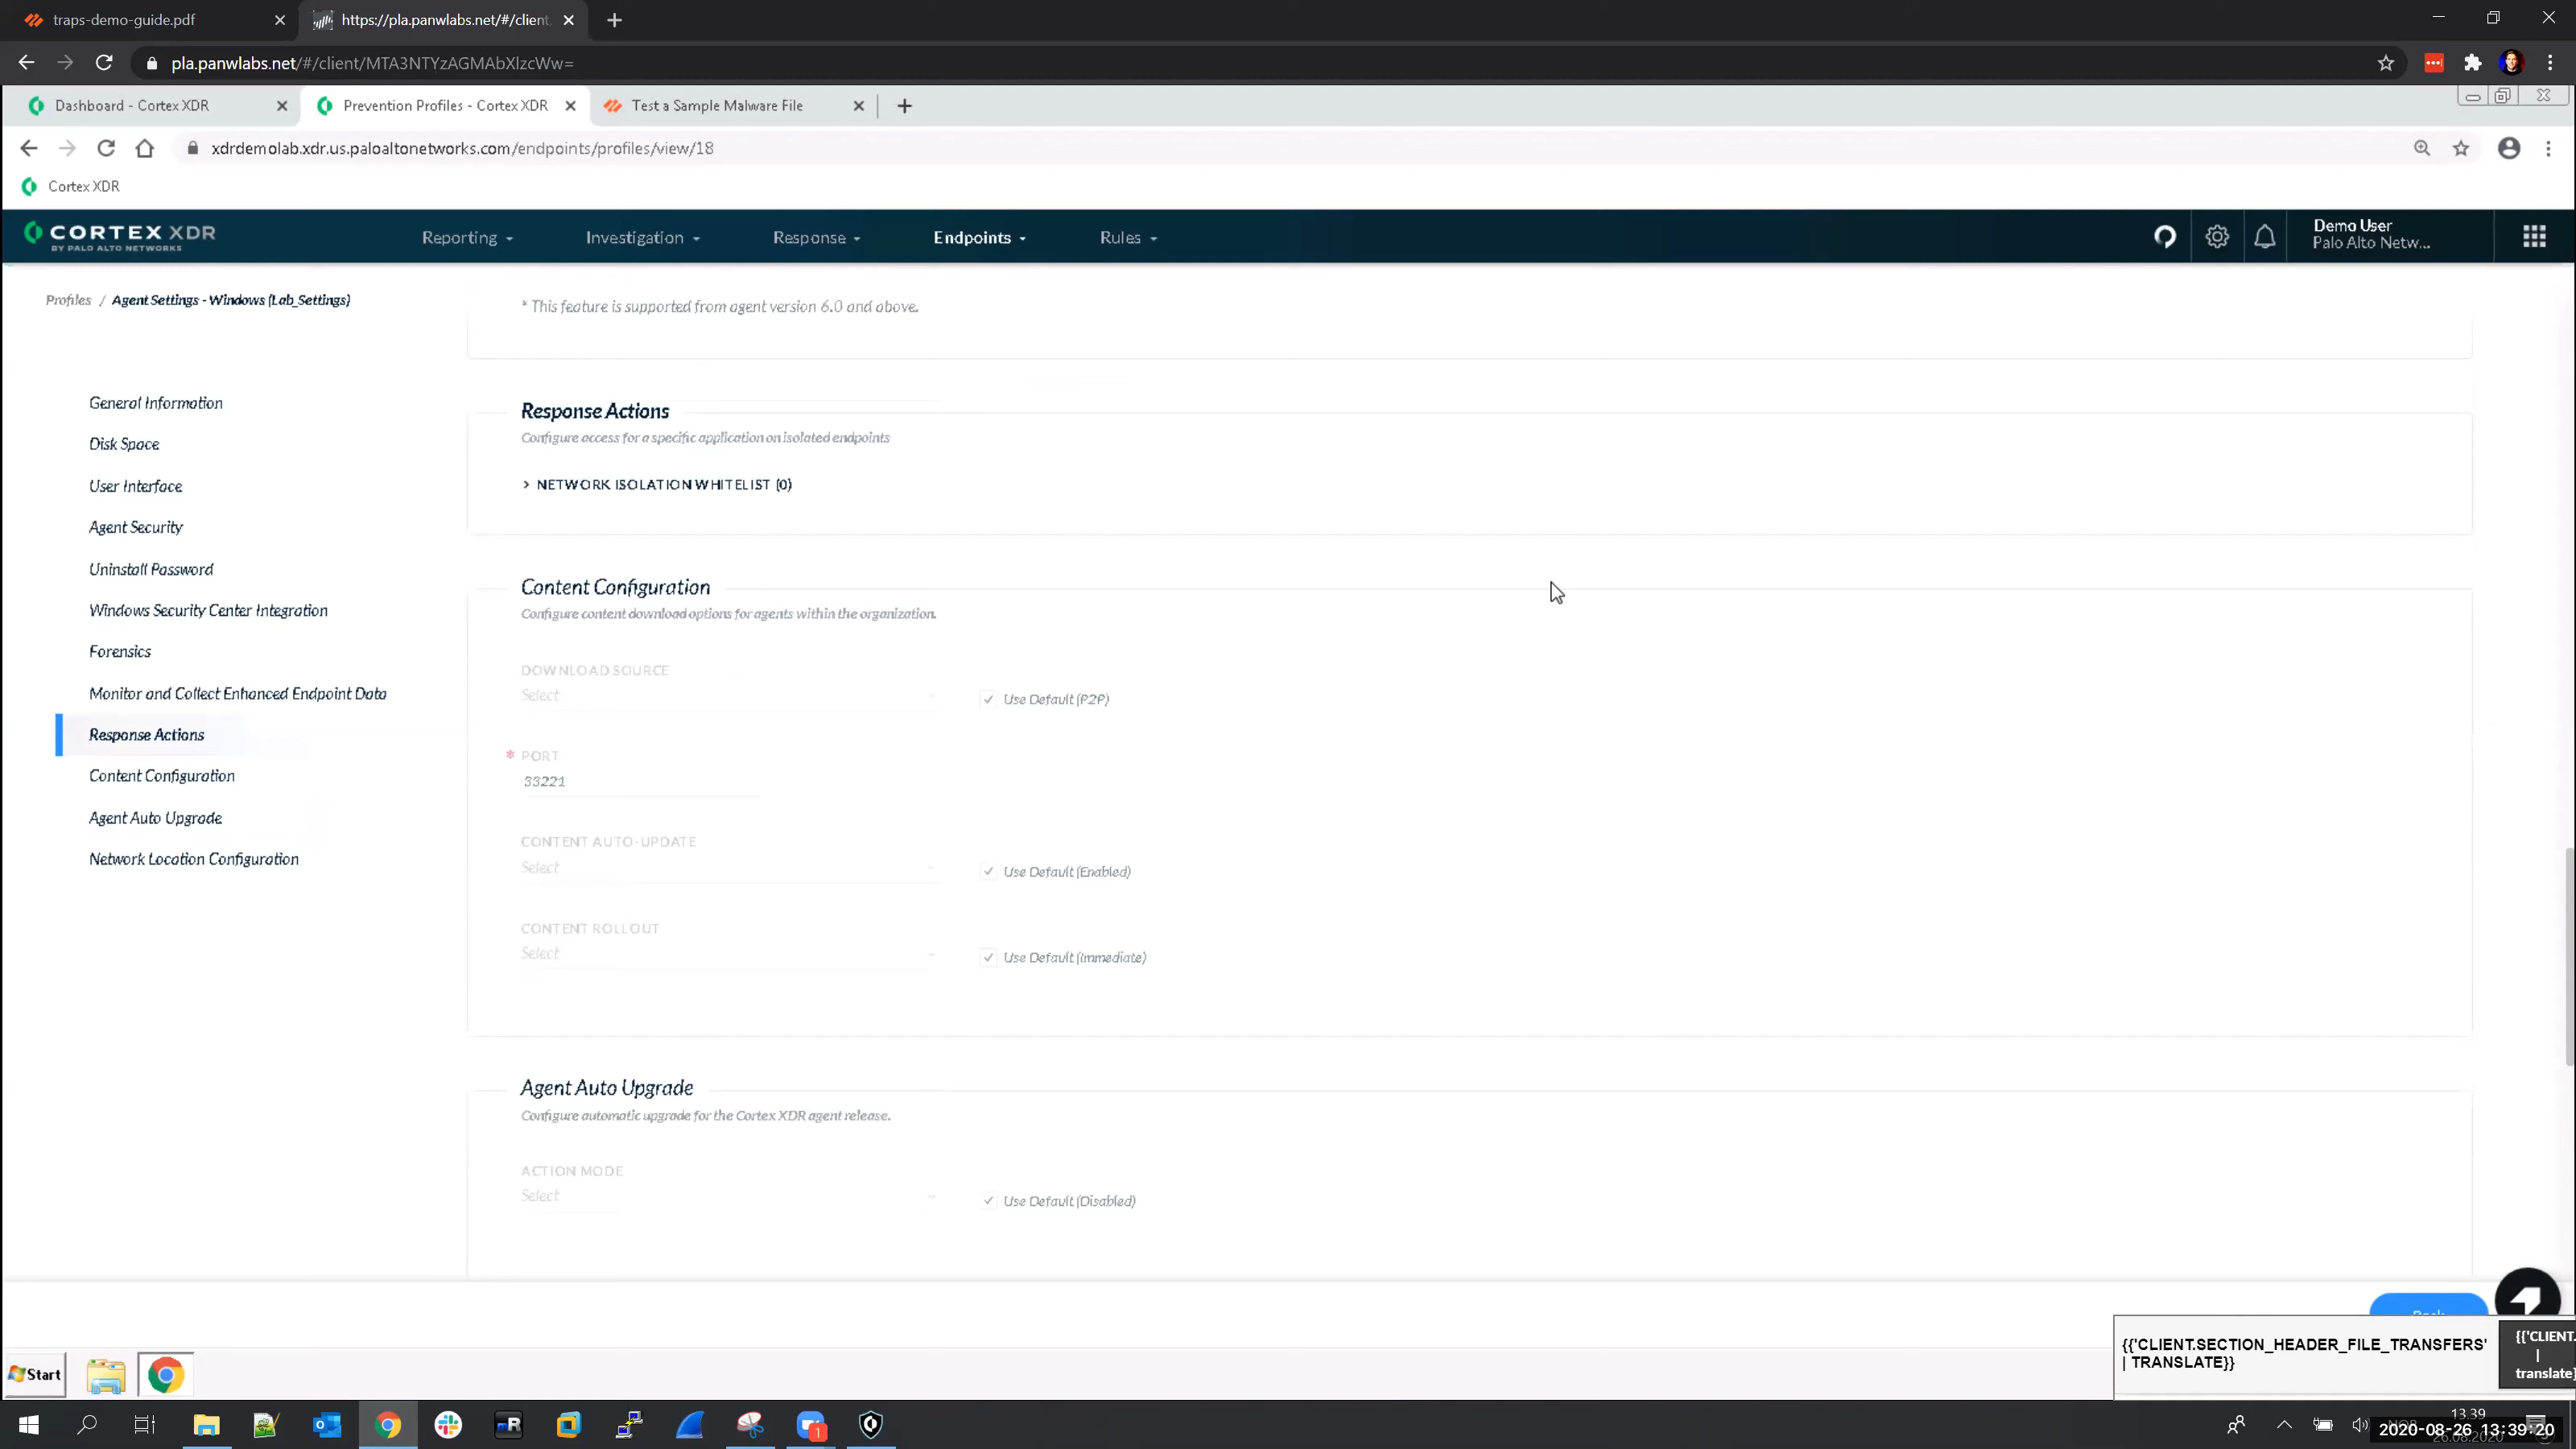 traps-demo-guide.pdf
https://pla.panwlabs.net/#/client
pla.panwlabs.net/#/client/MTA3NTYzAGMAbXlzcWw=
Dashboard - Cortex XDR
Prevention Profiles - Cortex XDR
Test a Sample Malware File
xdrdemolab.xdr.us.paloaltonetworks.com/endpoints/profiles/view/18
Cortex XDR
CORTEX XDR
BY PALO ALTO NETWORKS
Reporting
Investigation
Response
Endpoints
Rules
Demo User
Palo Alto Netw...
Profiles / Agent Settings - Windows (Lab_Settings)
* This feature is supported from agent version 6.0 and above.
General Information
Disk Space
User Interface
Agent Security
Uninstall Password
Windows Security Center Integration
Forensics
Monitor and Collect Enhanced Endpoint Data
Response Actions
Content Configuration
Agent Auto Upgrade
Network Location Configuration
Response Actions
Configure access for a specific application on isolated endpoints
> NETWORK ISOLATION WHITELIST (0)
Content Configuration
Configure content download options for agents within the organization.
DOWNLOAD SOURCE
Select
Use Default (P2P)
* PORT
33221
CONTENT AUTO-UPDATE
Select
Use Default (Enabled)
CONTENT ROLLOUT
Select
Use Default (Immediate)
Agent Auto Upgrade
Configure automatic upgrade for the Cortex XDR agent release.
ACTION MODE
Select
Use Default (Disabled)
{{'CLIENT.SECTION_HEADER_FILE_TRANSFERS'
| TRANSLATE}}
{{'CLIENT.
|
translate}
Start
1
13.39
2020-08-26 13:39:20